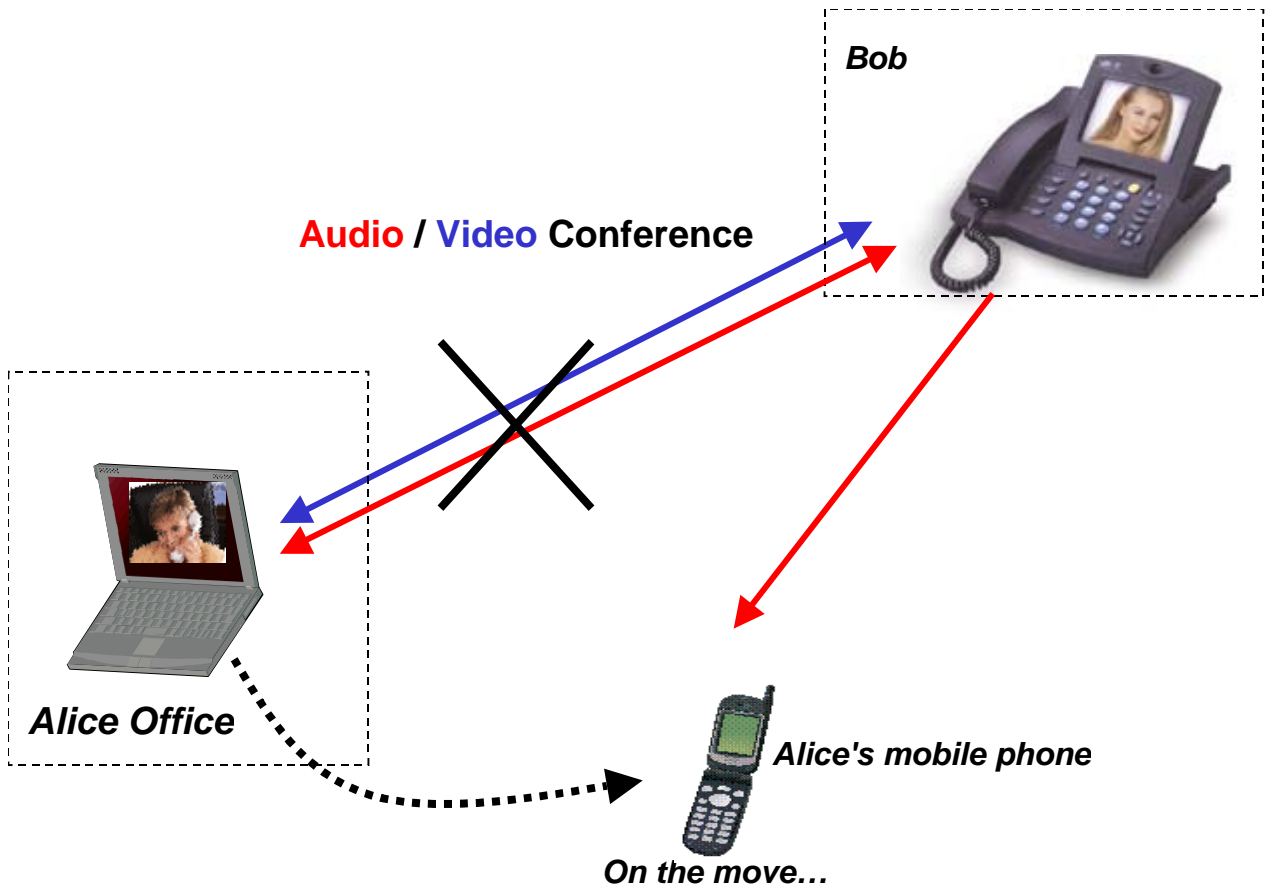 Bob
Audio / Video Conference
Alice Office
Alice's mobile phone
On the move…